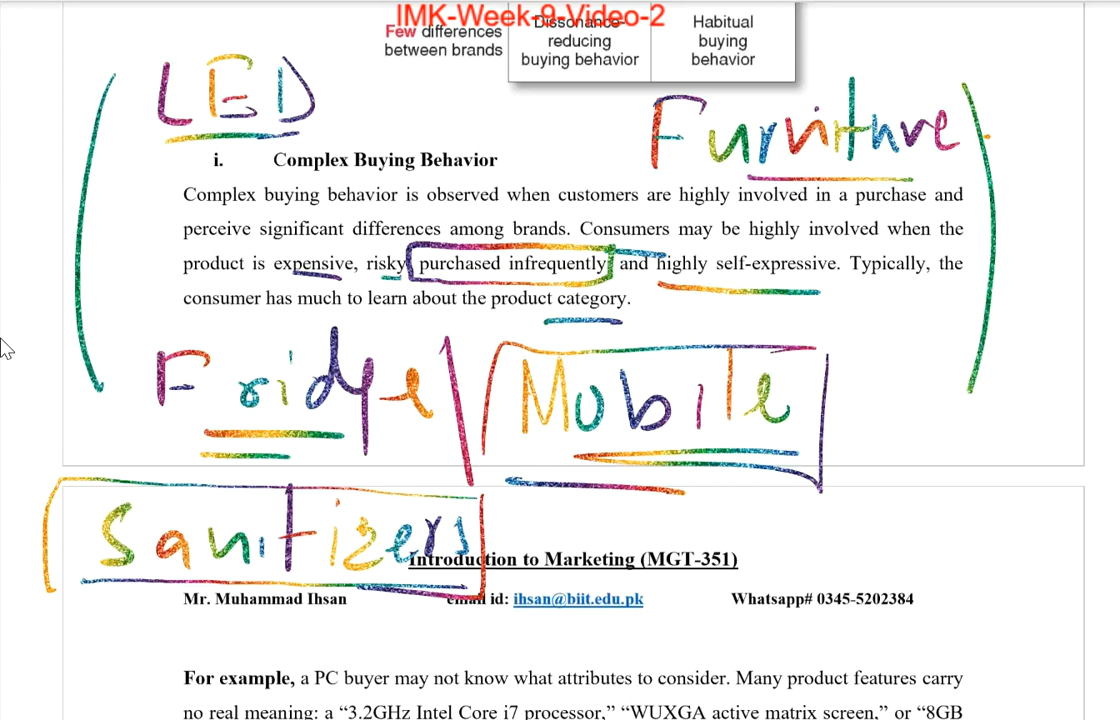 IMK-Week-9-Video-2
Few differences
between brands
Dissonance-
reducing
buying behavior
Habitual
buying
behavior
LED
Furniture
i. Complex Buying Behavior
Complex buying behavior is observed when customers are highly involved in a purchase and
perceive significant differences among brands. Consumers may be highly involved when the
product is expensive, risky purchased infrequently and highly self-expressive. Typically, the
consumer has much to learn about the product category.
Fridge
Mobile
Sanitizers
Introduction to Marketing (MGT-351)
Mr. Muhammad Ihsan email id: ihsan@biit.edu.pk Whatsapp# 0345-5202384
For example, a PC buyer may not know what attributes to consider. Many product features carry
no real meaning: a “3.2GHz Intel Core i7 processor,” “WUXGA active matrix screen,” or “8GB